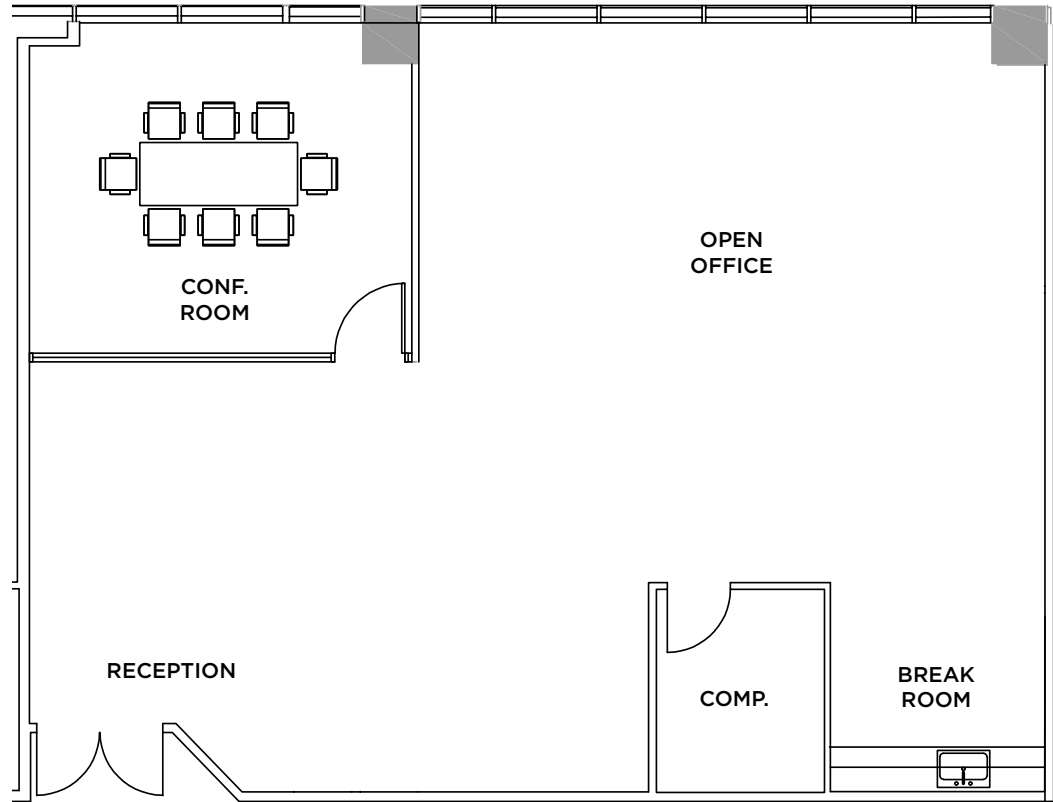 OPEN
OFFICE
CONF.
ROOM
RECEPTION
COMP.
BREAK
ROOM